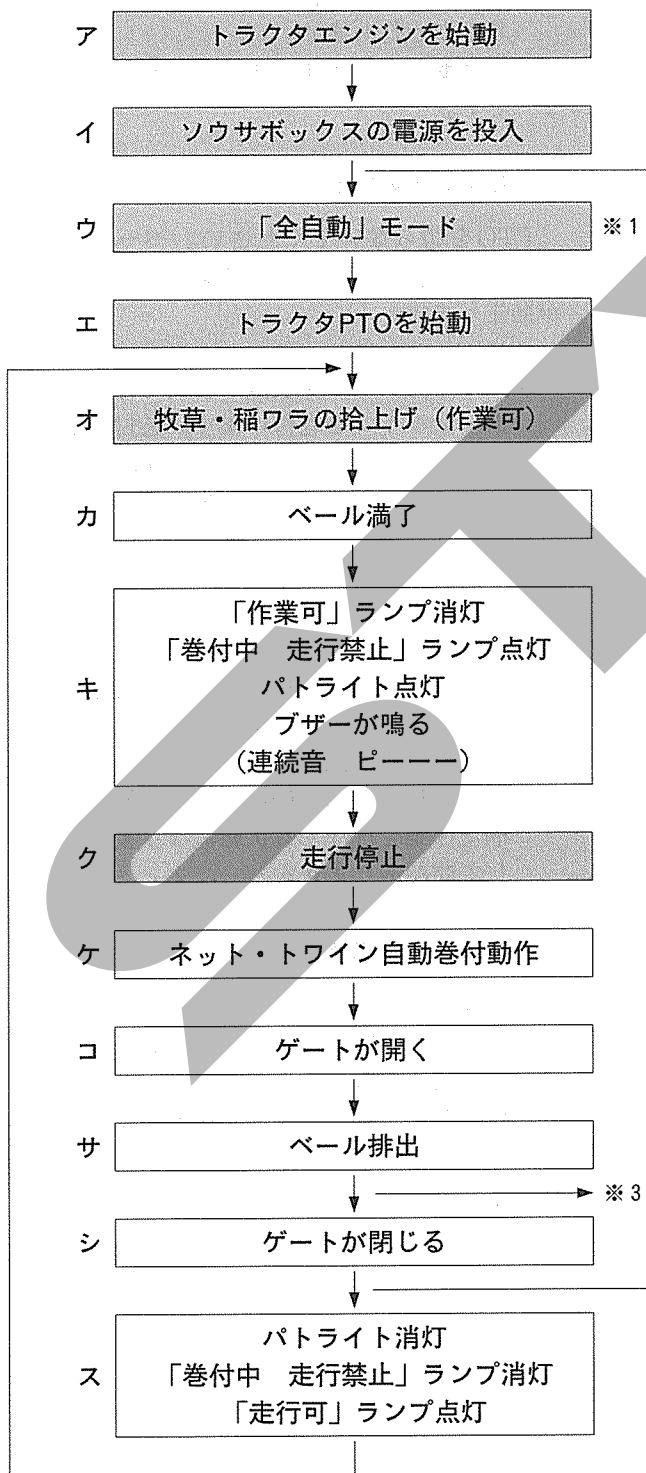 ア トラクタエンジンを始動
イ ソウサボックスの電源を投入
ウ 「全自動」モード ※1
エ トラクタPTOを始動
オ 牧草・稲ワラの拾上げ（作業可）
カ ベール満了
キ 「作業可」ランプ消灯
「巻付中　走行禁止」ランプ点灯
パトライト点灯
ブザーが鳴る
（連続音　ピーーー）
ク 走行停止
ケ ネット・トワイン自動巻付動作
コ ゲートが開く
サ ベール排出
※3
シ ゲートが閉じる
ス パトライト消灯
「巻付中　走行禁止」ランプ消灯
「走行可」ランプ点灯